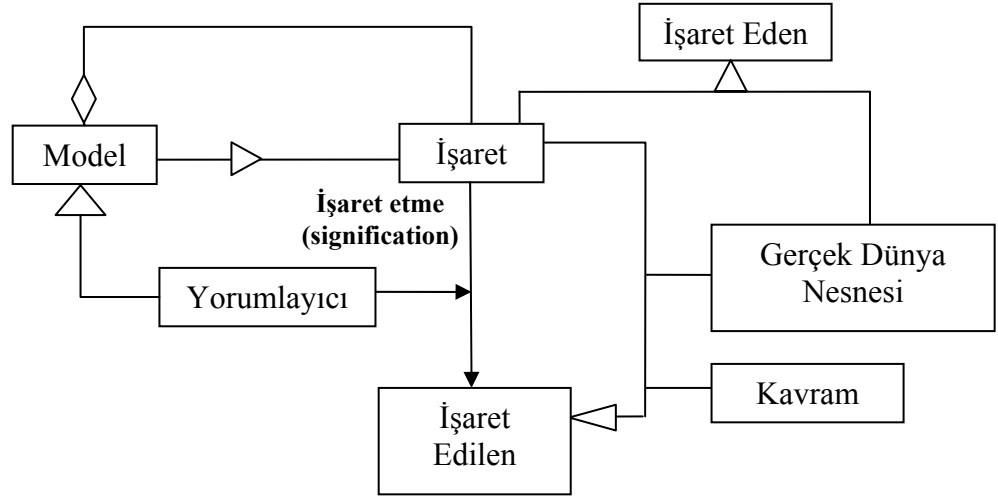 İşaret Eden
Model
İşaret
İşaret etme
(signification)
Gerçek Dünya
Nesnesi
Yorumlayıcı
Kavram
İşaret
Edilen